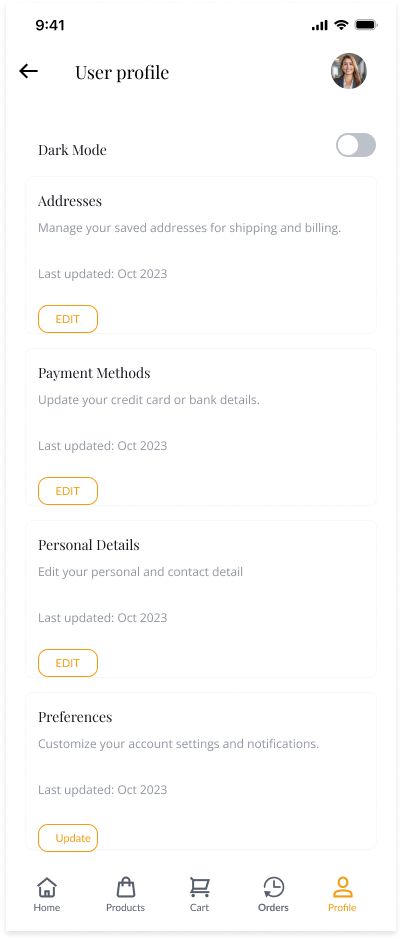 9:41
User profile
Dark Mode
Addresses
Manage your saved addresses for shipping and billing.
Last updated: Oct 2023
EDIT
Payment Methods
Update your credit card or bank details.
Last updated: Oct 2023
EDIT
Personal Details
Edit your personal and contact detail
Last updated: Oct 2023
EDIT
Preferences
Customize your account settings and notifications.
Last updated: Oct 2023
Update
Home Products Cart Orders Profile